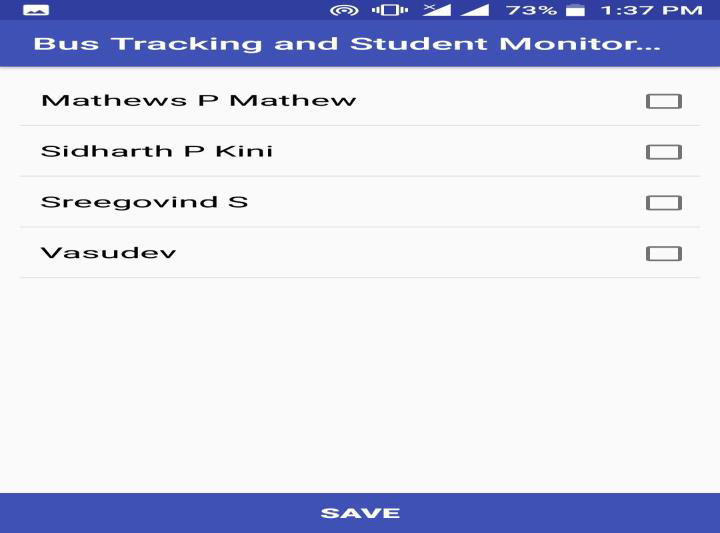 73% 1:37 PM
Bus Tracking and Student Monitor...
Mathews P Mathew
Sidharth P Kini
Sreegovind S
Vasudev
SAVE